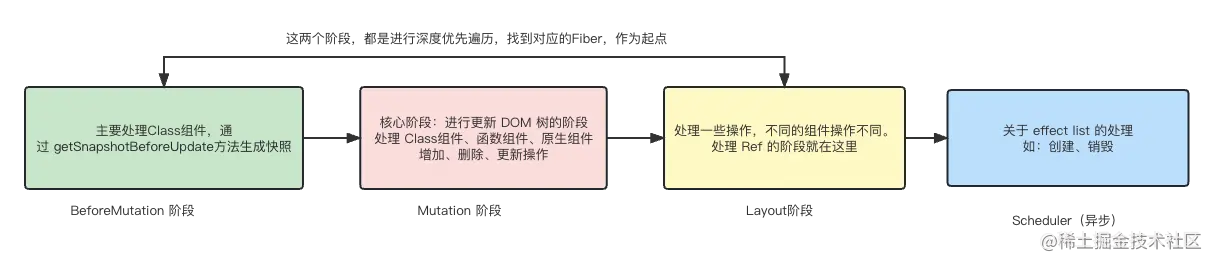 这两个阶段，都是进行深度优先遍历，找到对应的Fiber，作为起点
主要处理Class组件，通
过 getSnapshotBeforeUpdate方法生成快照
核心阶段：进行更新 DOM 树的阶段
处理 Class组件、函数组件、原生组件
增加、删除、更新操作
处理一些操作，不同的组件操作不同。
处理 Ref 的阶段就在这里
关于 effect list 的处理
如：创建、销毁
BeforeMutation 阶段
Mutation 阶段
Layout阶段
Scheduler（异步）
@稀土掘金技术社区